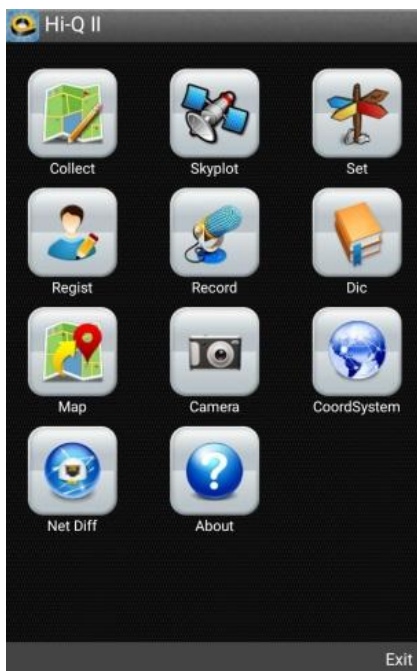 Hi-Q II
Collect Skyplot Set
Regist Record Dic
Map Camera CoordSystem
Net Diff About
Exit